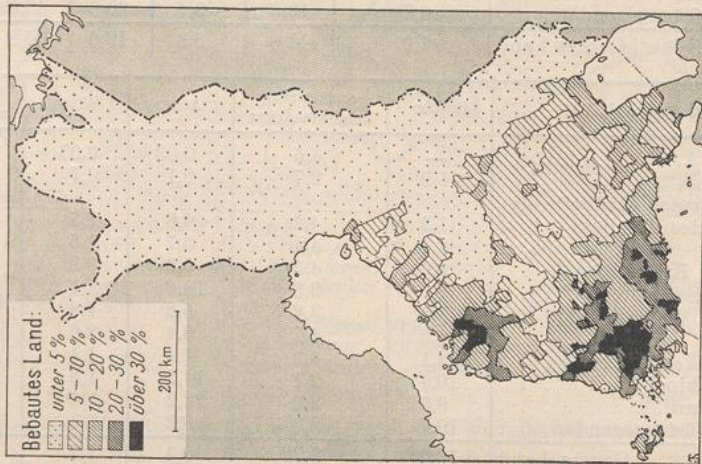 Bebautes Land:
unter 5 %
5 – 10 %
10 – 20 %
20 – 30 %
über 30 %
200 km